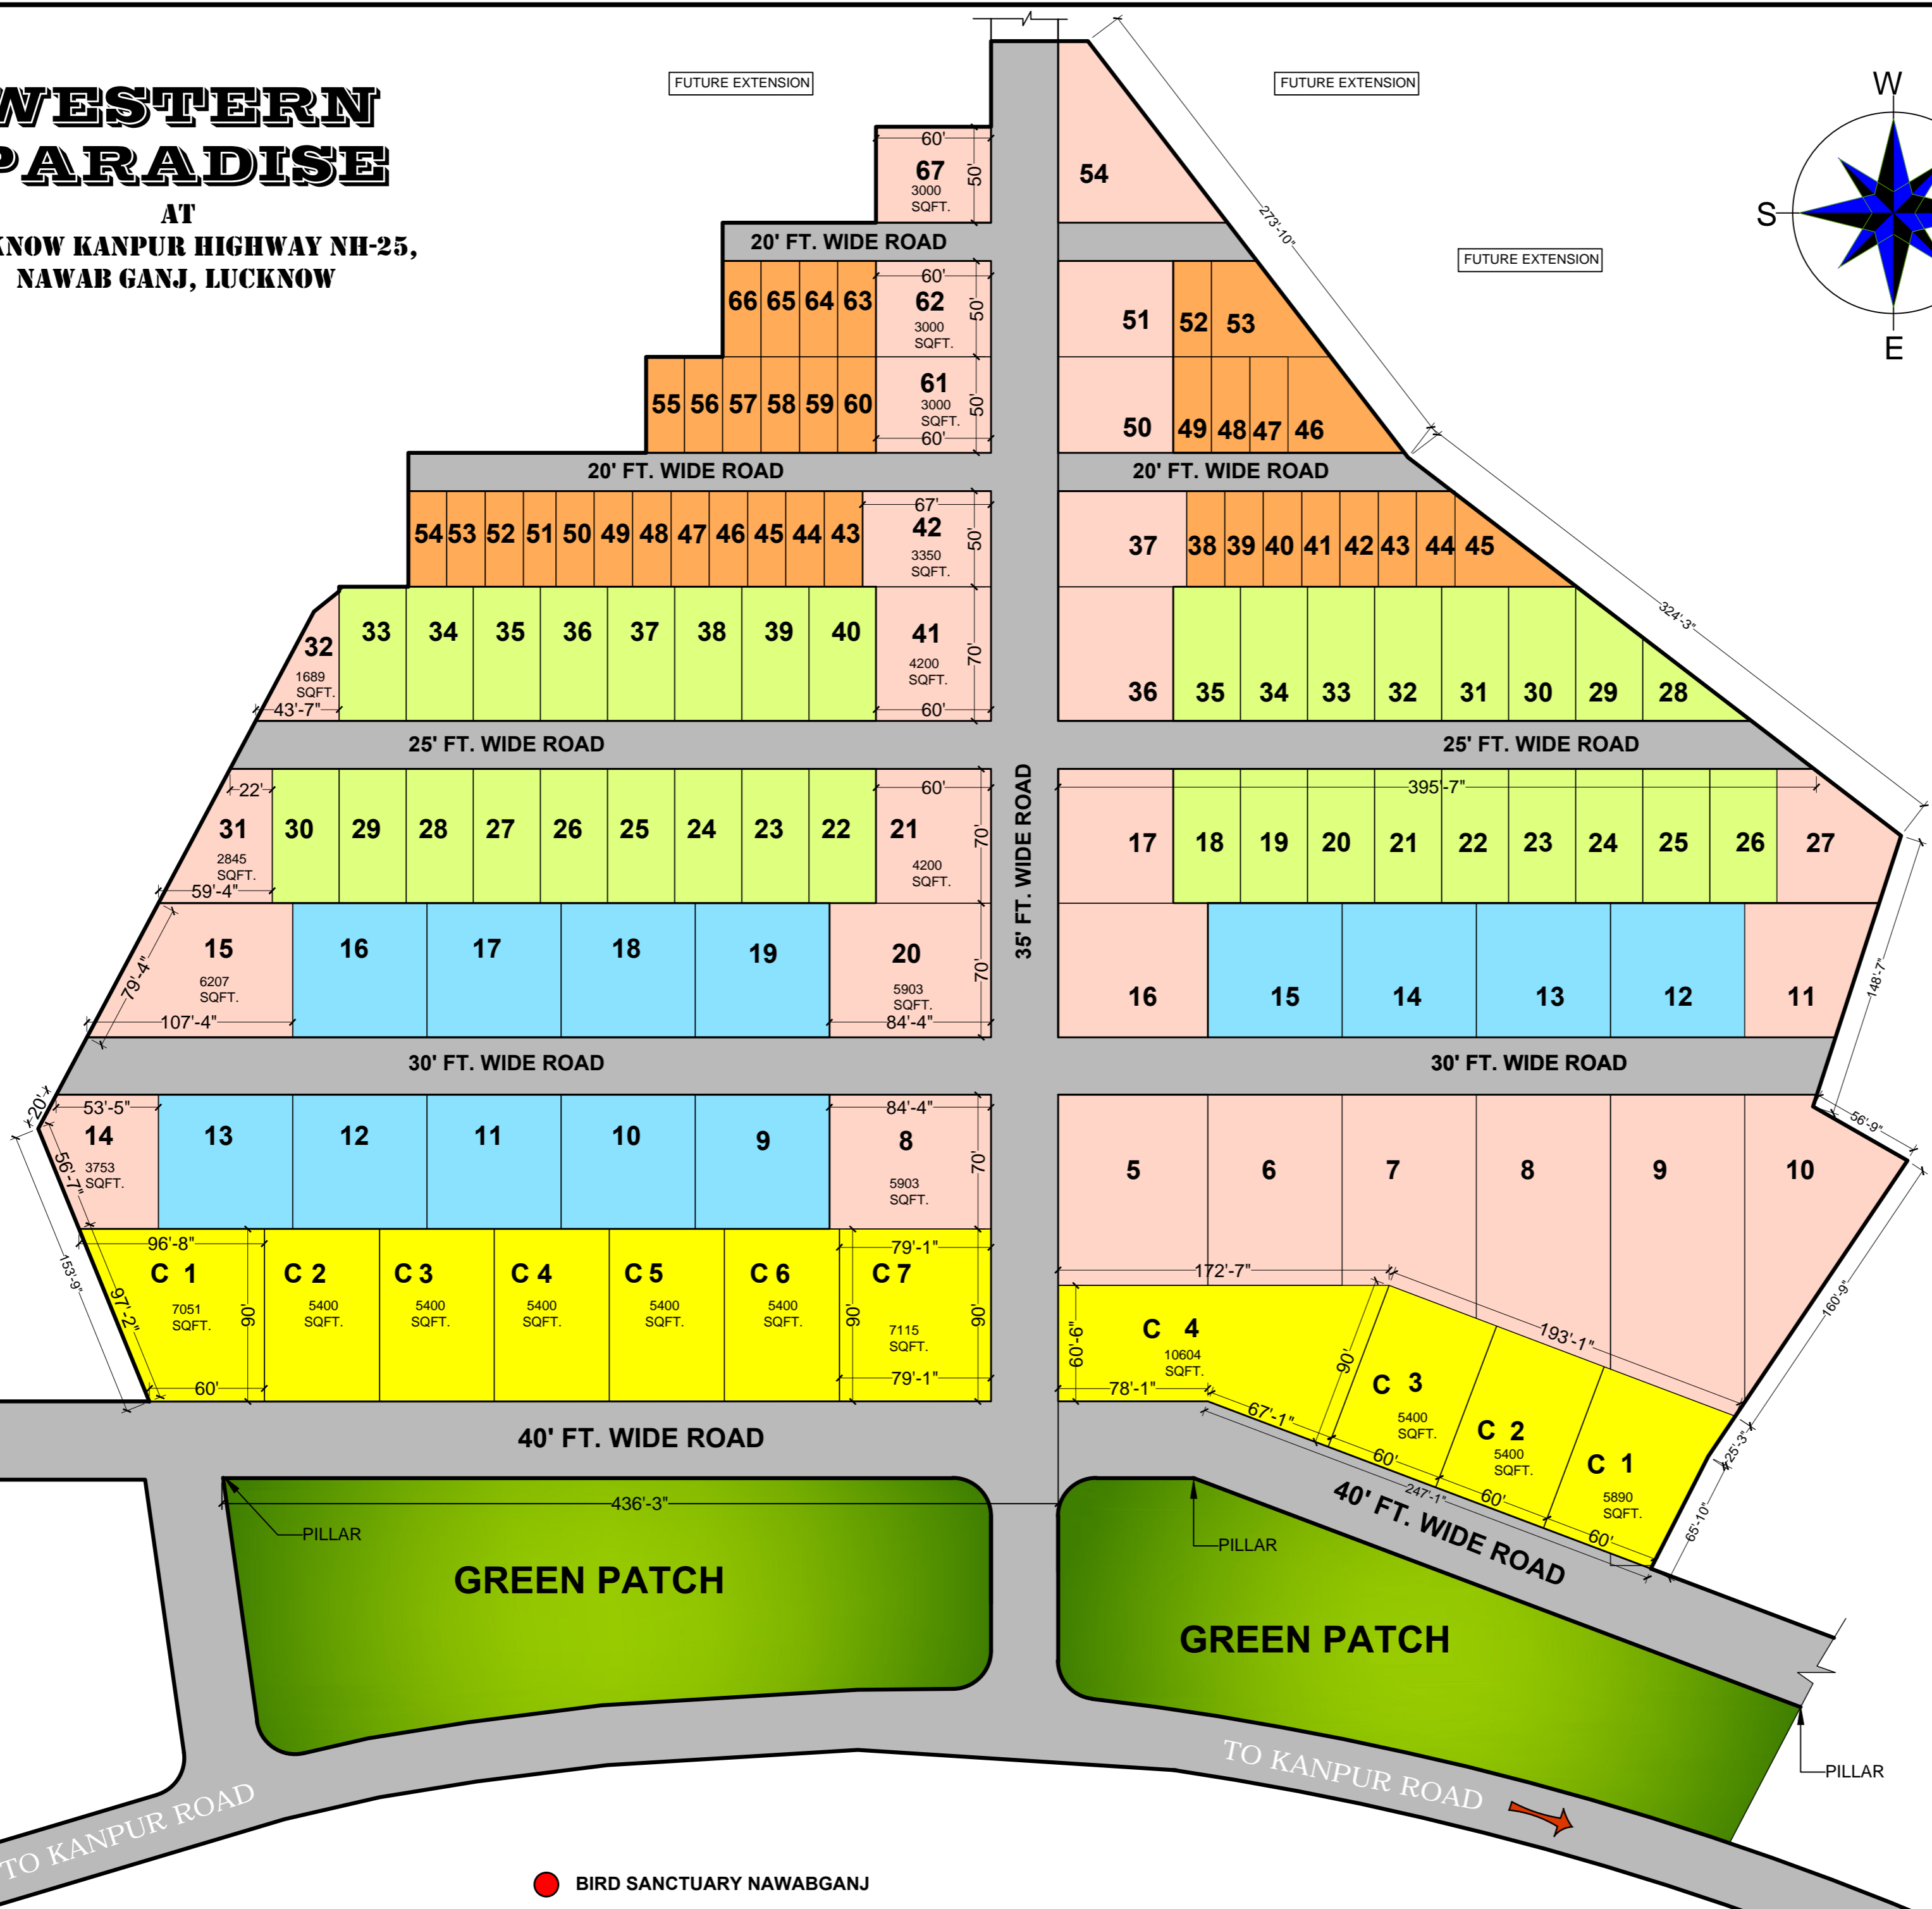 WESTERN
PARADISE
AT
KNOW KANPUR HIGHWAY NH-25,
NAWAB GANJ, LUCKNOW
FUTURE EXTENSION
FUTURE EXTENSION
FUTURE EXTENSION
W
S
E
60'
67
3000
SQFT.
50'
54
273'-10"
20' FT. WIDE ROAD
66 65 64 63
60'
62
3000
SQFT.
50'
51 52 53
55 56 57 58 59 60
61
3000
SQFT.
50'
60'
50 49 48 47 46
20' FT. WIDE ROAD
20' FT. WIDE ROAD
54 53 52 51 50 49 48 47 46 45 44 43
67'
42
3350
SQFT.
50'
37 38 39 40 41 42 43 44 45
324'-3"
32
1689
SQFT.
43'-7"
33 34 35 36 37 38 39 40
41
4200
SQFT.
70'
60'
36 35 34 33 32 31 30 29 28
25' FT. WIDE ROAD
25' FT. WIDE ROAD
35' FT. WIDE ROAD
22'
31
2845
SQFT.
59'-4"
30 29 28 27 26 25 24 23 22
60'
21
4200
SQFT.
70'
395'-7"
17 18 19 20 21 22 23 24 25 26 27
15
6207
SQFT.
79'-4"
107'-4"
16 17 18 19
20
5903
SQFT.
84'-4"
70'
16 15 14 13 12 11
148'-7"
30' FT. WIDE ROAD
30' FT. WIDE ROAD
20'
53'-5"
14
3753
SQFT.
56'-7"
13 12 11 10 9
84'-4"
8
5903
SQFT.
70'
5 6 7 8 9 10
56'-9"
160'-9"
153'-9"
96'-8"
C 1
7051
SQFT.
97'-2"
90'
60'
C 2
5400
SQFT.
C 3
5400
SQFT.
C 4
5400
SQFT.
C 5
5400
SQFT.
C 6
5400
SQFT.
90'
79'-1"
C 7
7115
SQFT.
90'
79'-1"
172'-7"
60'-6"
C 4
10604
SQFT.
78'-1"
67'-1"
90'
193'-1"
C 3
5400
SQFT.
60'
C 2
5400
SQFT.
60'
C 1
5890
SQFT.
60'
25'-3"
65'-10"
247'-1"
40' FT. WIDE ROAD
40' FT. WIDE ROAD
436'-3"
PILLAR
PILLAR
PILLAR
GREEN PATCH
GREEN PATCH
TO KANPUR ROAD
TO KANPUR ROAD
BIRD SANCTUARY NAWABGANJ